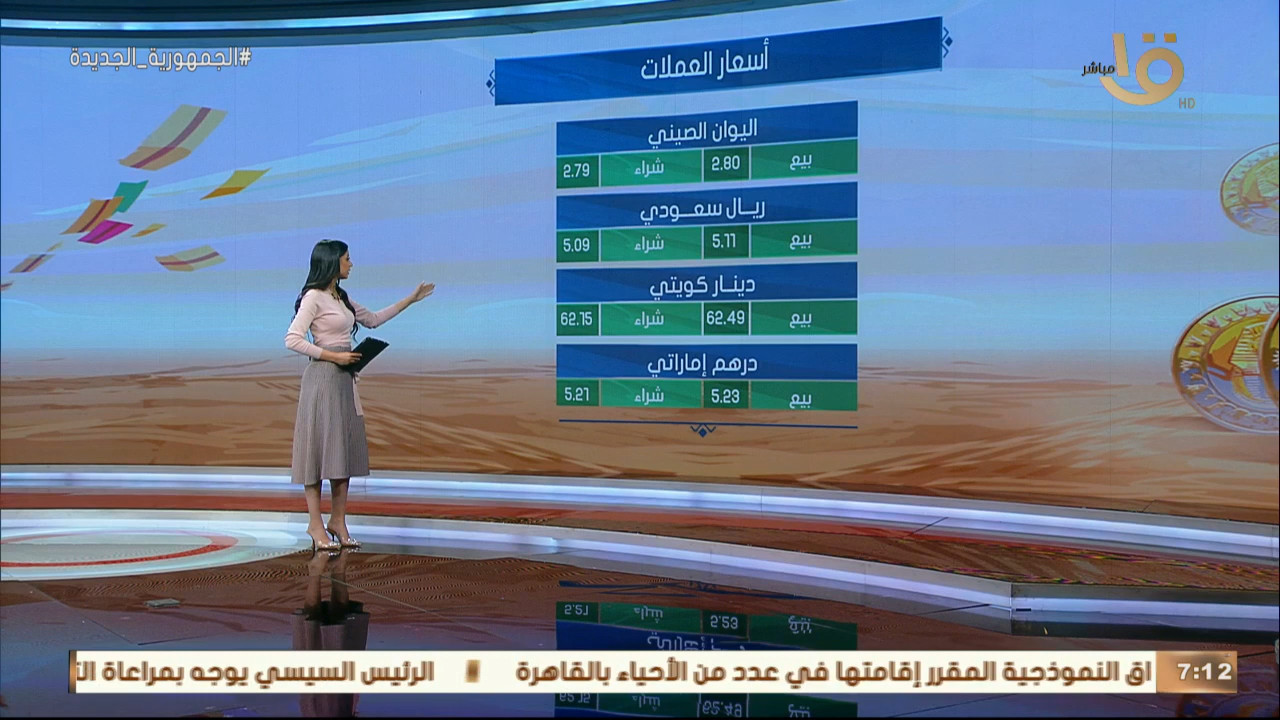 #الجمهورية_الجديدة
أسعار العملات
مباشر
HD
اليوان الصيني
بيع 2.80 شراء 2.79
ريال سعودي
بيع 5.11 شراء 5.09
دينار كويتي
بيع 62.49 شراء 62.15
درهم إماراتي
بيع 5.23 شراء 5.21
7:12 اق النموذجية المقرر إقامتها في عدد من الأحياء بالقاهرة الرئيس السيسي يوجه بمراعاة الت